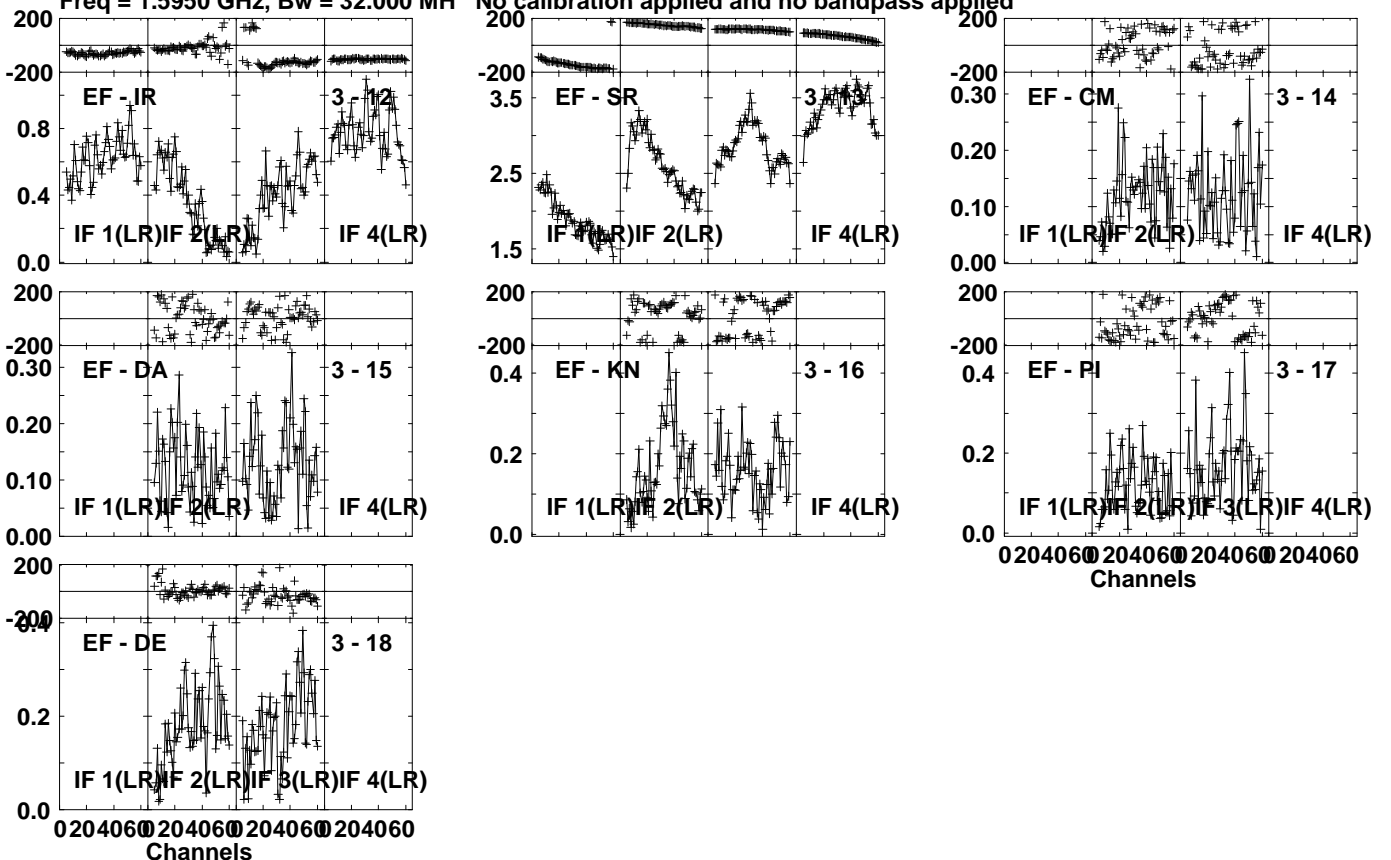 Freq = 1.5950 GHz, Bw = 32.000 MH No calibration applied and no bandpass applied
200
-200
EF - IR 3 - 12
0.8
0.4
0.0
IF 1(LR) IF 2(LR) IF 4(LR)
EF - SR 3 - 13
3.5
2.5
1.5
IF 1(LR) IF 2(LR) IF 4(LR)
200
-200
EF - CM 3 - 14
0.30
0.20
0.10
0.00
IF 1(LR) IF 2(LR) IF 4(LR)
200
-200
EF - DA 3 - 15
0.30
0.20
0.10
0.00
IF 1(LR) IF 2(LR) IF 4(LR)
EF - KN 3 - 16
200
-200
0.4
0.2
0.0
IF 1(LR) IF 2(LR) IF 4(LR)
200
-200
EF - PI 3 - 17
0.4
0.2
0.0
IF 1(LR) IF 2(LR) IF 3(LR) IF 4(LR)
0 20 40 60 0 20 40 60 0 20 40 60 0 20 40 60
Channels
200
-200
0.4
EF - DE 3 - 18
0.2
0.0
IF 1(LR) IF 2(LR) IF 3(LR) IF 4(LR)
0 20 40 60 0 20 40 60 0 20 40 60 0 20 40 60
Channels